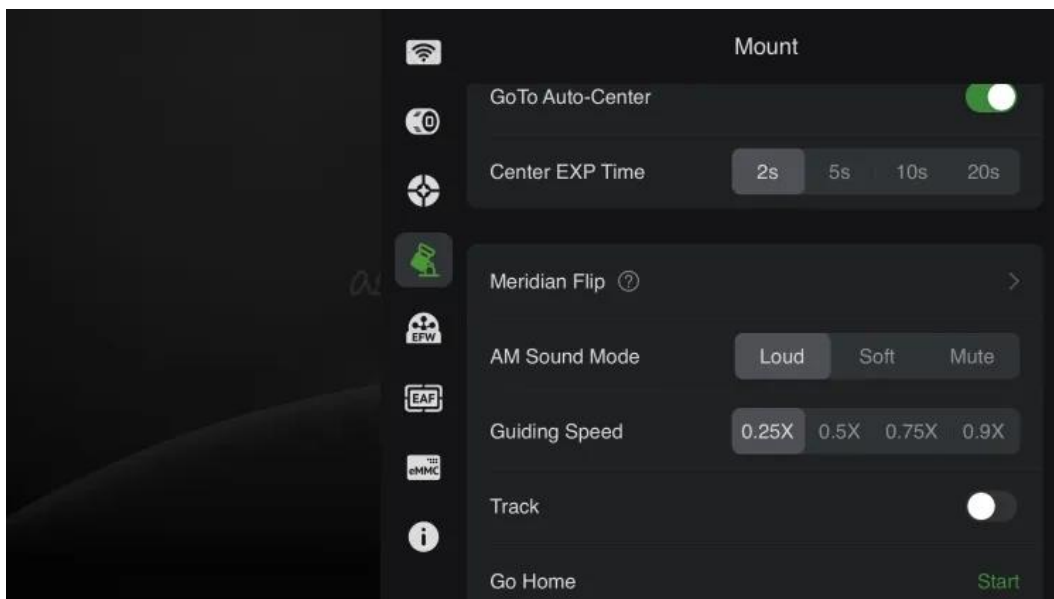 Mount
GoTo Auto-Center
Center EXP Time 2s 5s 10s 20s
Meridian Flip ?
AM Sound Mode Loud Soft Mute
EFW
EAF
Guiding Speed 0.25X 0.5X 0.75X 0.9X
eMMC
Track
i
Go Home Start